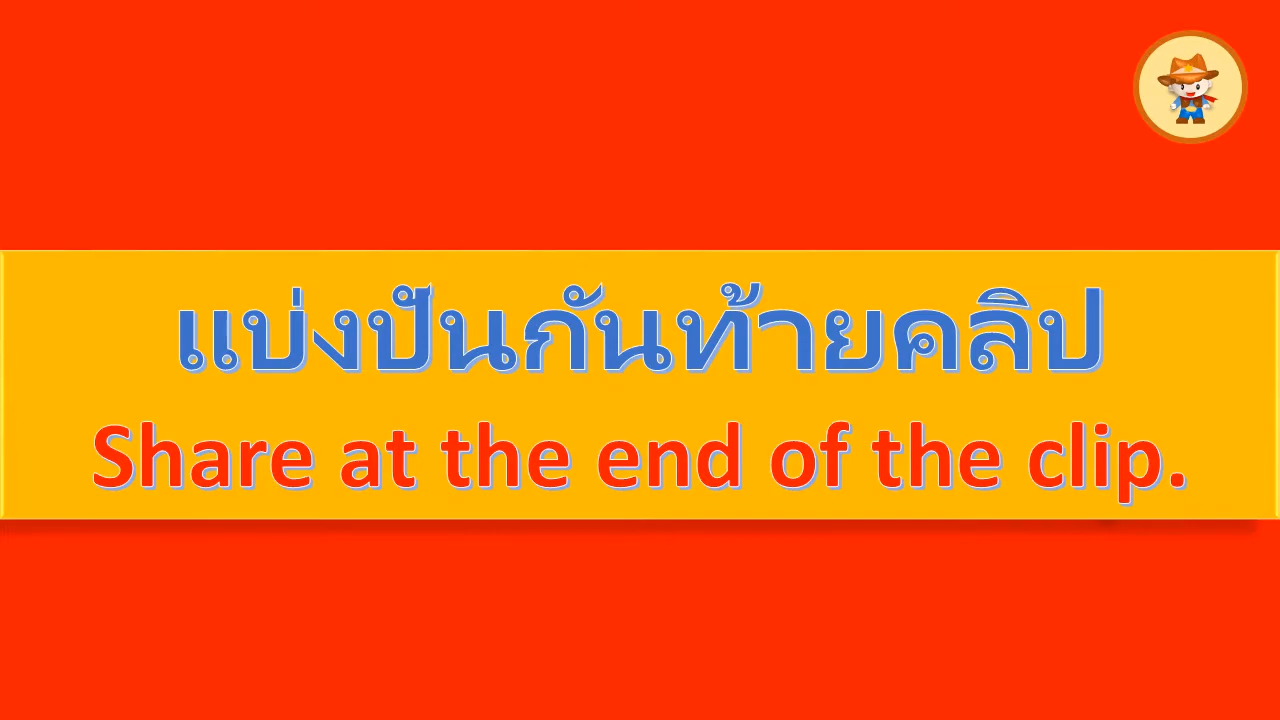 แบ่งปันกันท้ายคลิป
Share at the end of the clip.